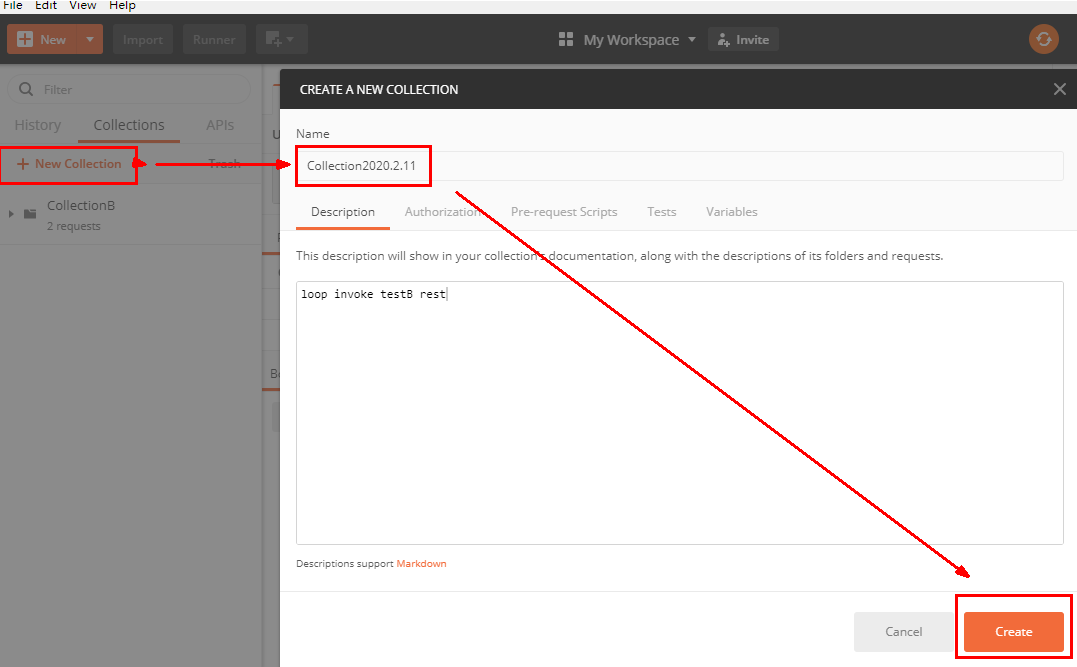 File Edit View Help
New Import Runner My Workspace Invite
Filter
History Collections APIs
+ New Collection Trash
CollectionB
2 requests
CREATE A NEW COLLECTION
Name
Collection2020.2.11
Description Authorization Pre-request Scripts Tests Variables
This description will show in your collection's documentation, along with the descriptions of its folders and requests.
loop invoke testB rest
Descriptions support Markdown
Cancel Create